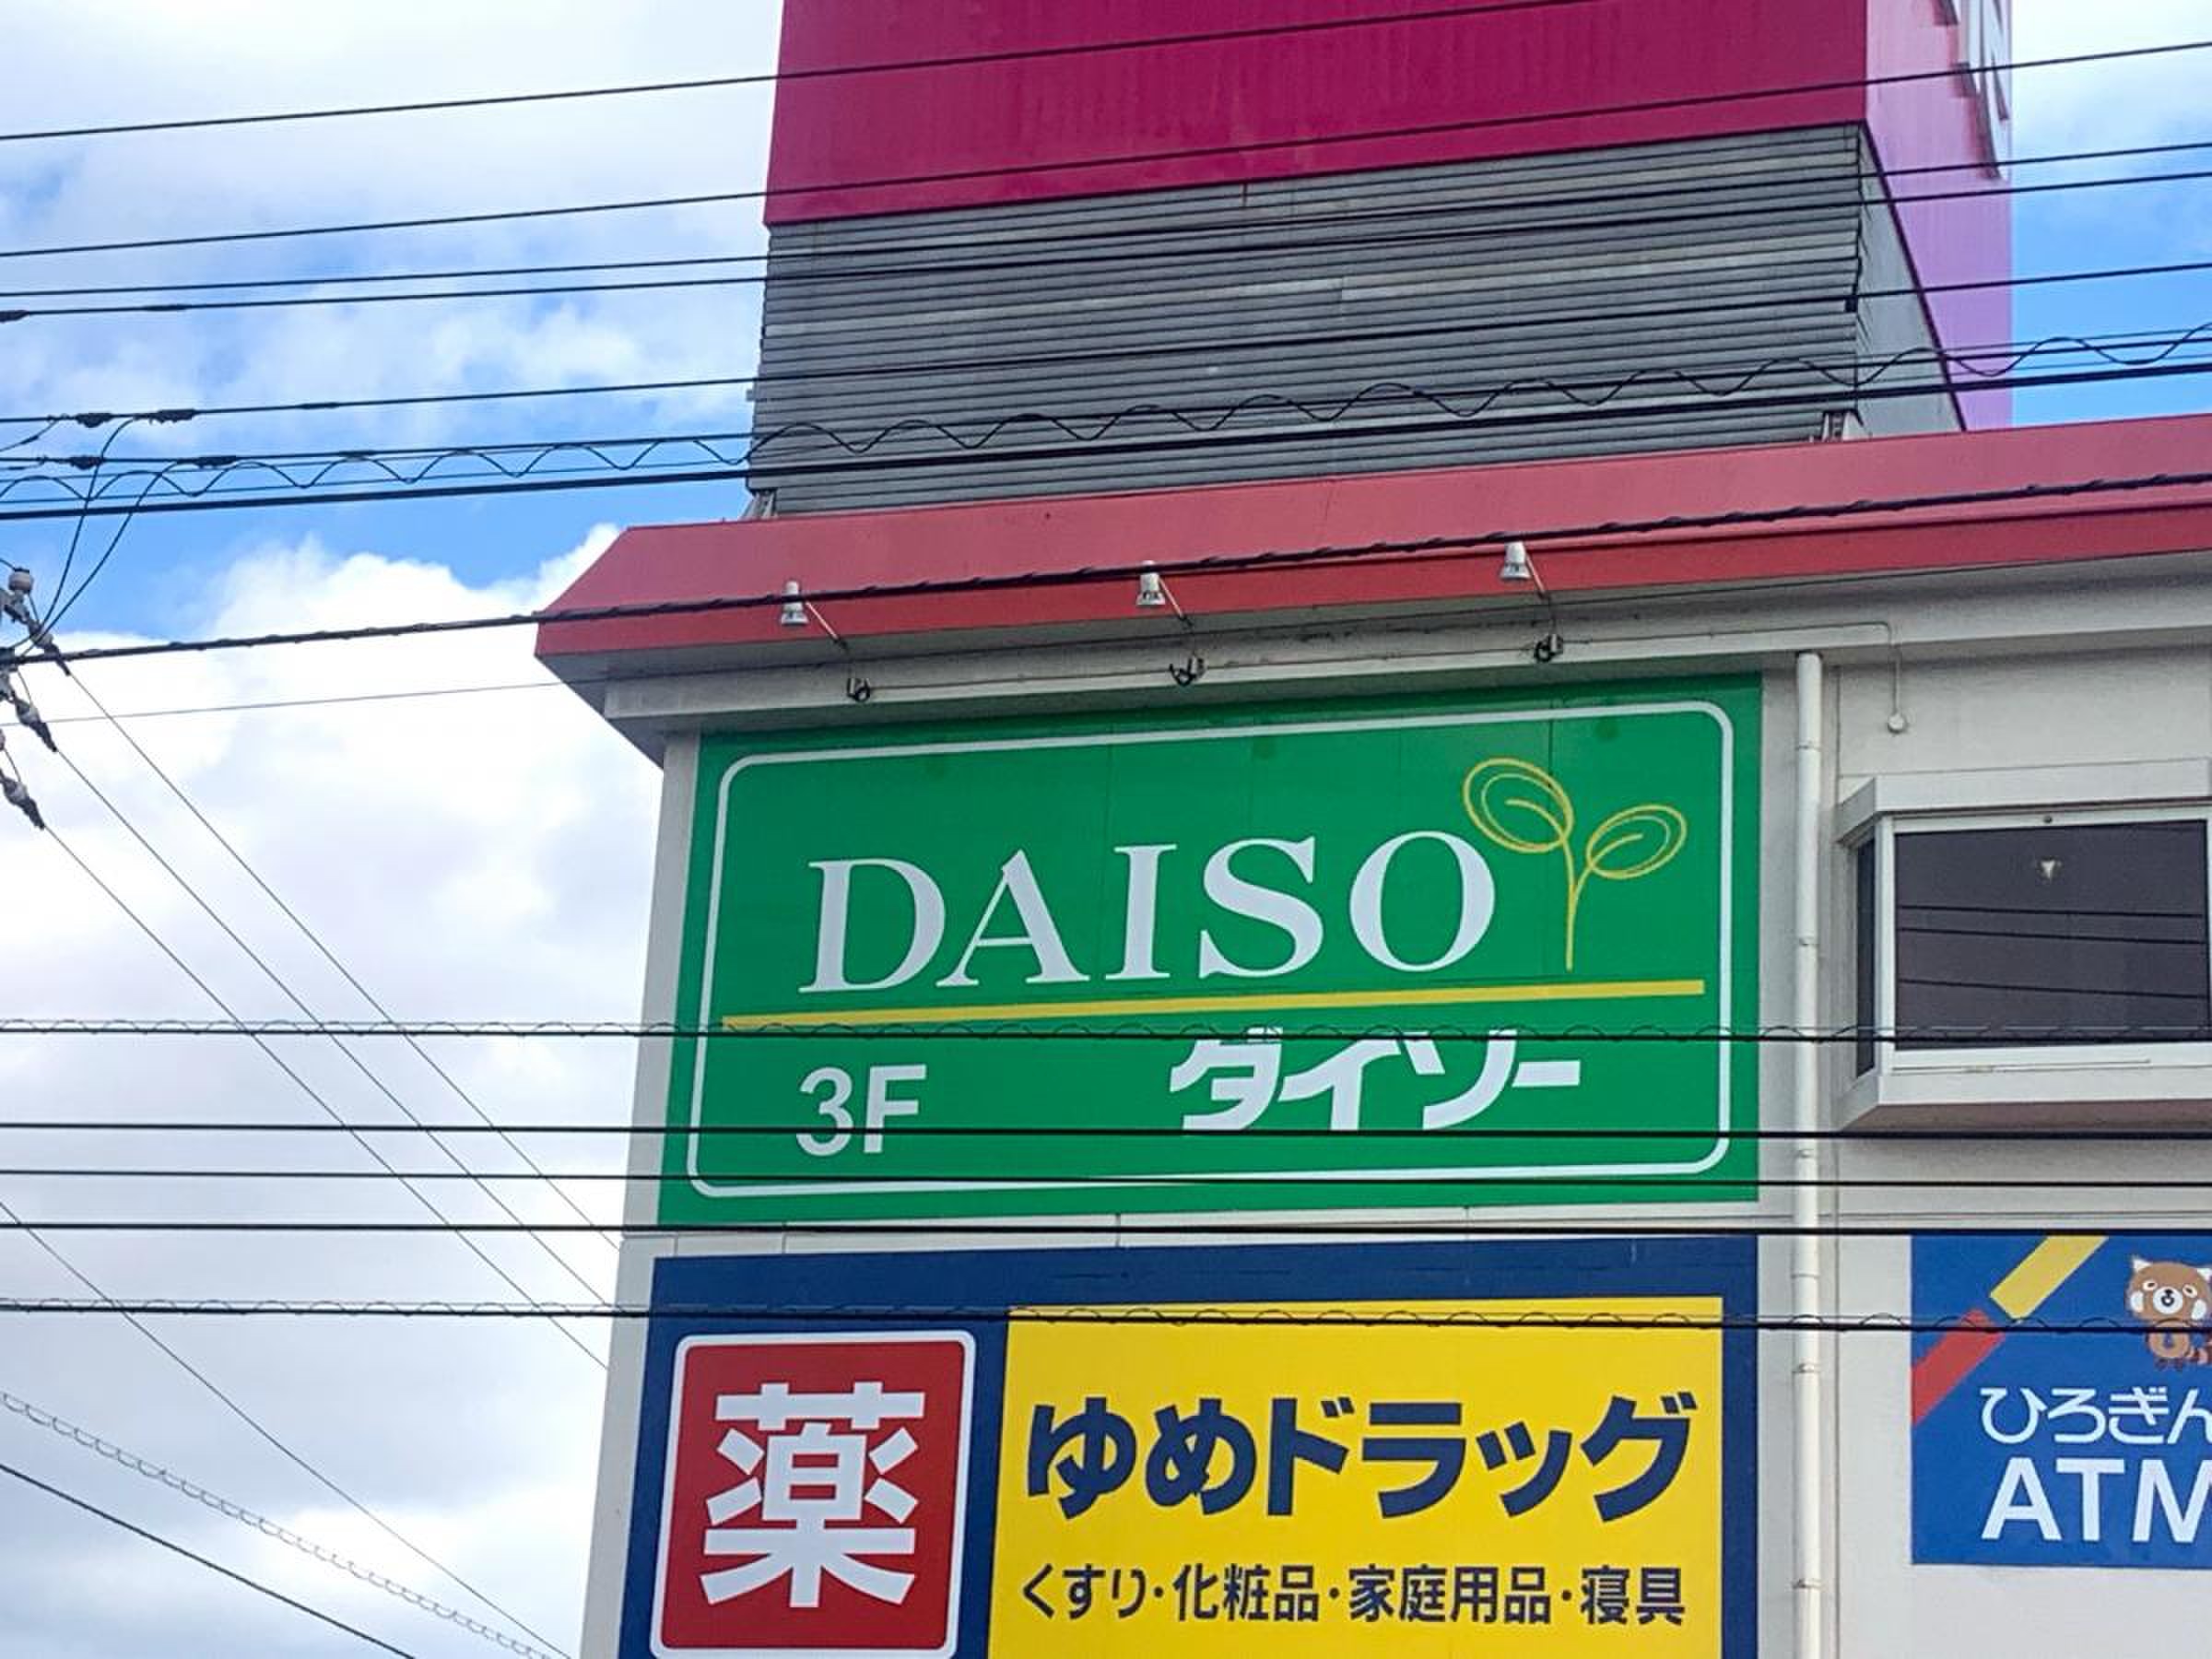 DAISO
3F ダイソー
薬
ゆめドラッグ
くすり・化粧品・家庭用品・寝具
ひろぎん
ATM